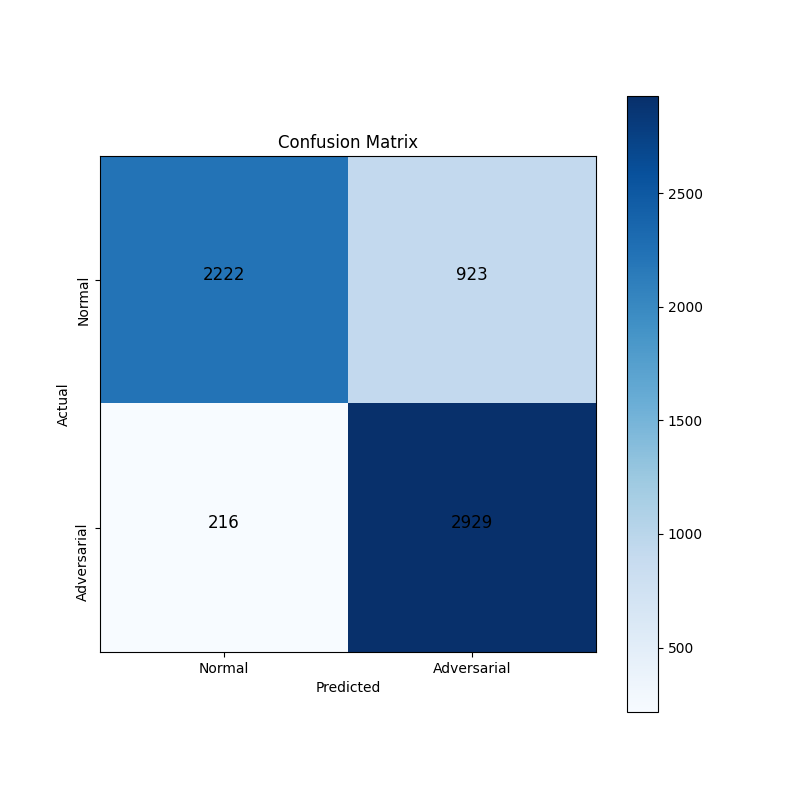 Confusion Matrix
2222 923
216 2929
Normal
Adversarial
Actual
Normal Adversarial
Predicted
2500
2000
1500
1000
500